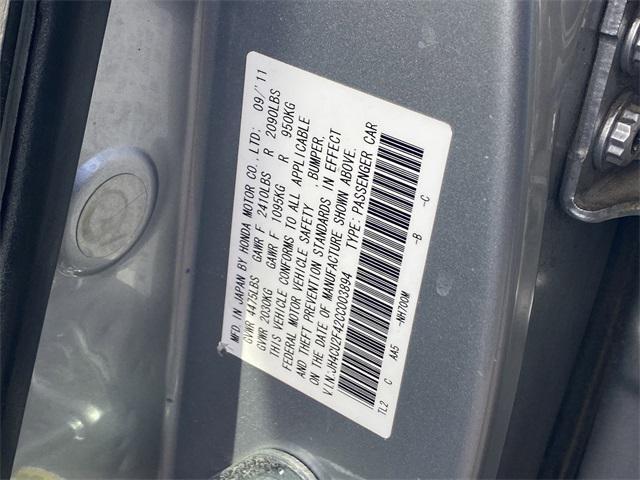 MFD. IN JAPAN BY HONDA MOTOR CO., LTD: 09/'11
GVWR 4475LBS GAWR F 2410LBS R 2090LBS
GVWR 2030KG GAWR F 1095KG R 950KG
THIS VEHICLE CONFORMS TO ALL APPLICABLE
FEDERAL MOTOR VEHICLE SAFETY , BUMPER,
AND THEFT PREVENTION STANDARDS IN EFFECT
ON THE DATE OF MANUFACTURE SHOWN ABOVE.
V.I.N.:JH4CU2F42CC003894 TYPE: PASSENGER CAR
TL2 C AA5 -NH700M -B -C